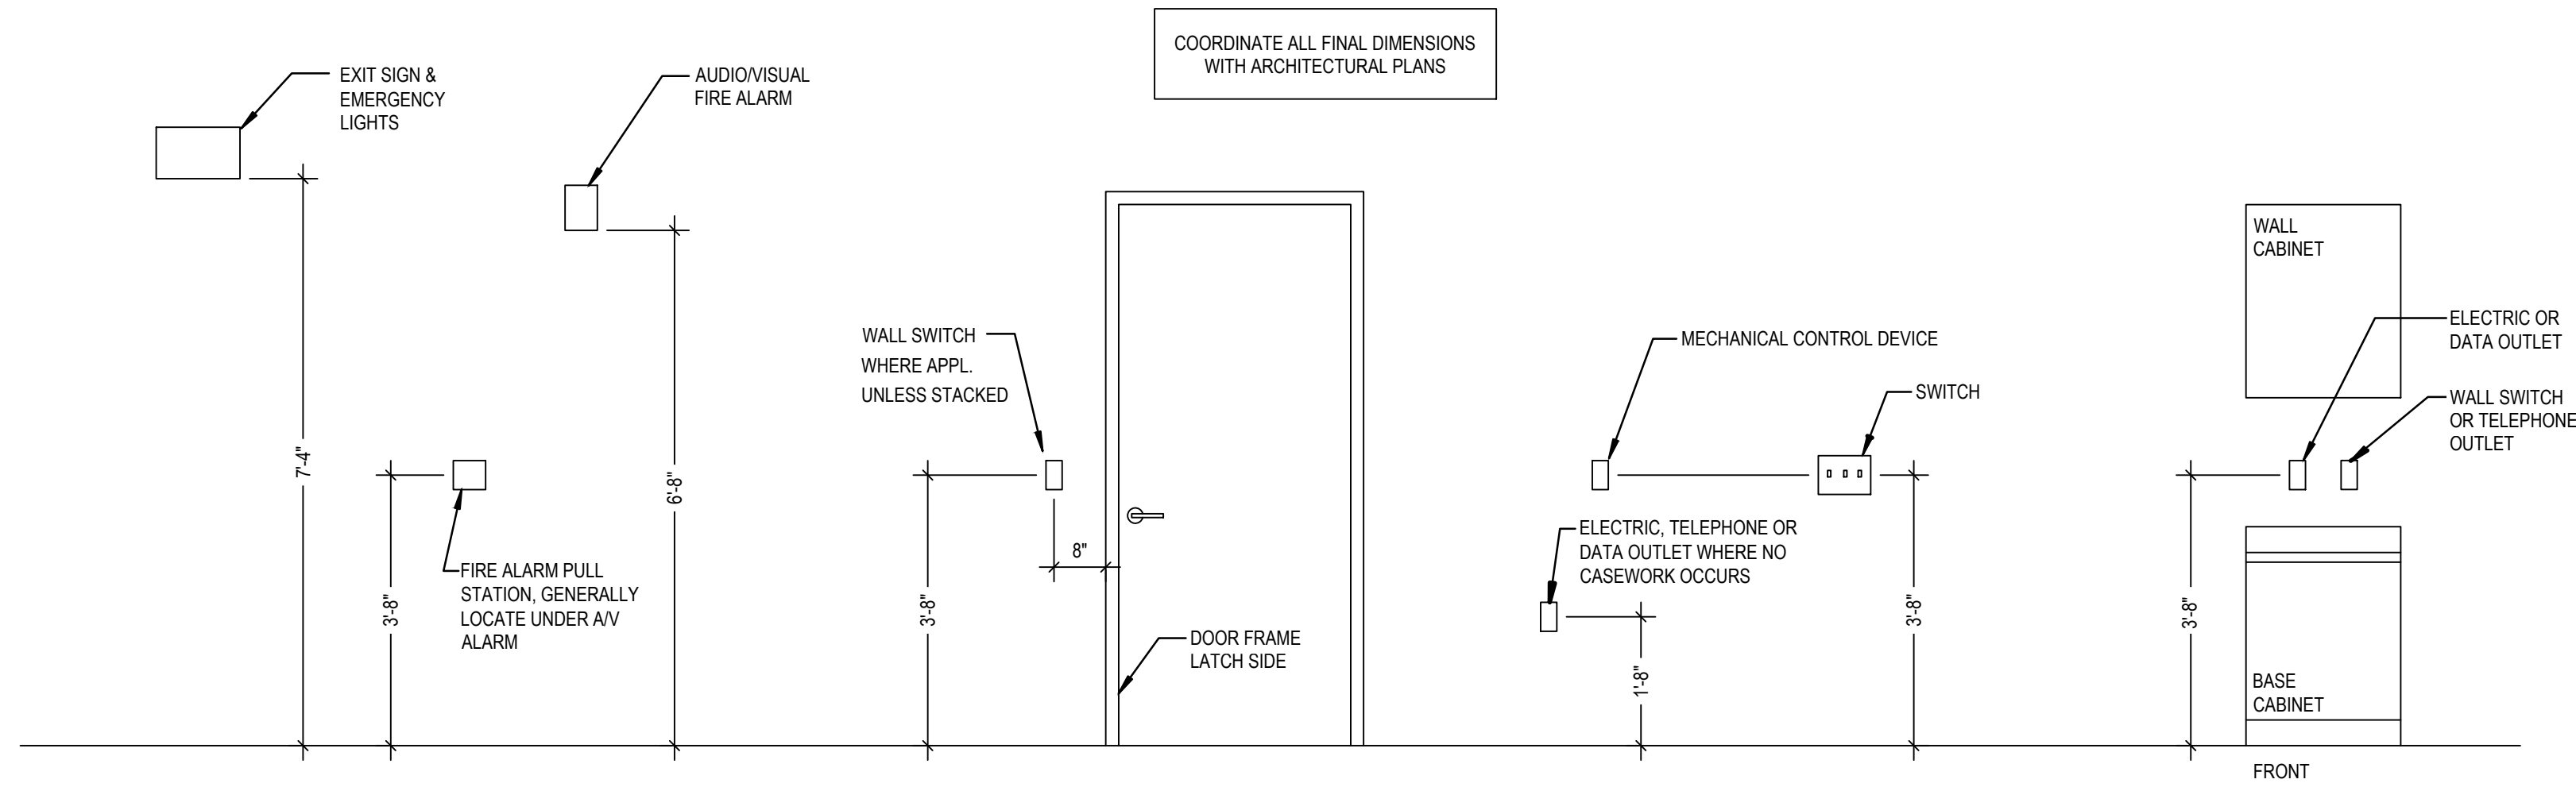 COORDINATE ALL FINAL DIMENSIONS
WITH ARCHITECTURAL PLANS
EXIT SIGN &
EMERGENCY
LIGHTS
AUDIO/VISUAL
FIRE ALARM
7'-4"
3'-8"
FIRE ALARM PULL
STATION, GENERALLY
LOCATE UNDER A/V
ALARM
6'-8"
WALL SWITCH
WHERE APPL.
UNLESS STACKED
3'-8"
8"
DOOR FRAME
LATCH SIDE
MECHANICAL CONTROL DEVICE
SWITCH
ELECTRIC, TELEPHONE OR
DATA OUTLET WHERE NO
CASEWORK OCCURS
1'-8"
3'-8"
3'-8"
WALL
CABINET
ELECTRIC OR
DATA OUTLET
WALL SWITCH
OR TELEPHONE
OUTLET
BASE
CABINET
FRONT